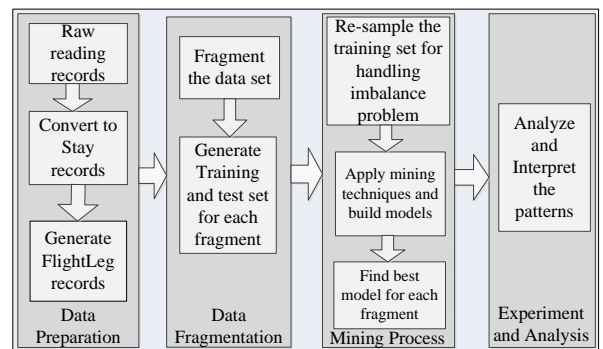 Raw
reading
records
Convert to
Stay
records
Generate
FlightLeg
records
Data
Preparation
Fragment
the data set
Generate
Training
and test set
for each
fragment
Data
Fragmentation
Re-sample the
training set for
handling
imbalance
problem
Apply mining
techniques and
build models
Find best
model for each
fragment
Mining Process
Analyze
and
Interpret
the
patterns
Experiment
and Analysis